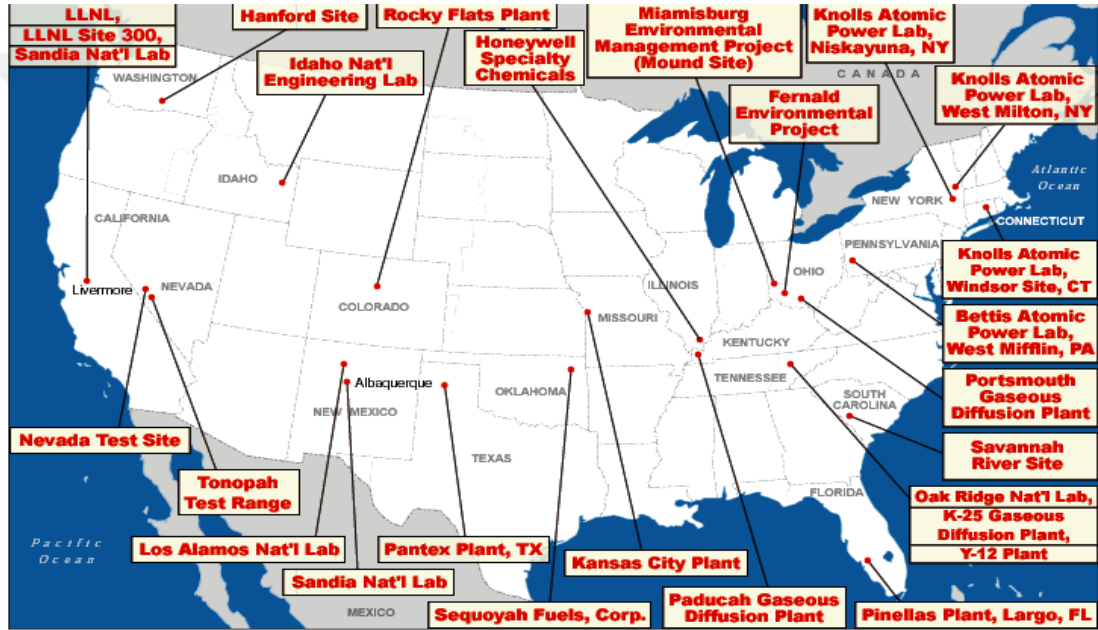 LLNL,
LLNL Site 300,
Sandia Nat'l Lab
Hanford Site
Rocky Flats Plant
Honeywell
Specialty
Chemicals
Miamisburg
Environmental
Management Project
(Mound Site)
Knolls Atomic
Power Lab,
Niskayuna, NY
Idaho Nat'l
Engineering Lab
Fernald
Environmental
Project
Knolls Atomic
Power Lab,
West Milton, NY
CANADA
WASHINGTON
IDAHO
Atlantic
Ocean
NEW YORK
CONNECTICUT
CALIFORNIA
PENNSYLVANIA
Knolls Atomic
Power Lab,
Windsor Site, CT
Livermore
NEVADA
COLORADO
ILLINOIS
OHIO
MISSOURI
KENTUCKY
Bettis Atomic
Power Lab,
West Mifflin, PA
Albaquerque
NEW MEXICO
OKLAHOMA
TENNESSEE
SOUTH
CAROLINA
Portsmouth
Gaseous
Diffusion Plant
Nevada Test Site
TEXAS
Savannah
River Site
Tonopah
Test Range
FLORIDA
Oak Ridge Nat'l Lab,
K-25 Gaseous
Diffusion Plant,
Y-12 Plant
Pacific
Ocean
Los Alamos Nat'l Lab
Pantex Plant, TX
Kansas City Plant
Sandia Nat'l Lab
MEXICO
Sequoyah Fuels, Corp.
Paducah Gaseous
Diffusion Plant
Pinellas Plant, Largo, FL